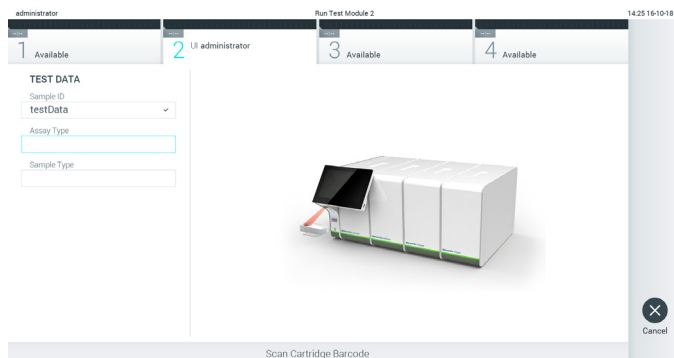 administrator
Run Test Module 2
14:25 16-10-18
--:--
--:--
--:--
--:--
1 Available
2 UI administrator
3 Available
4 Available
TEST DATA
Sample ID
testData
Assay Type
Sample Type
Cancel
Scan Cartridge Barcode